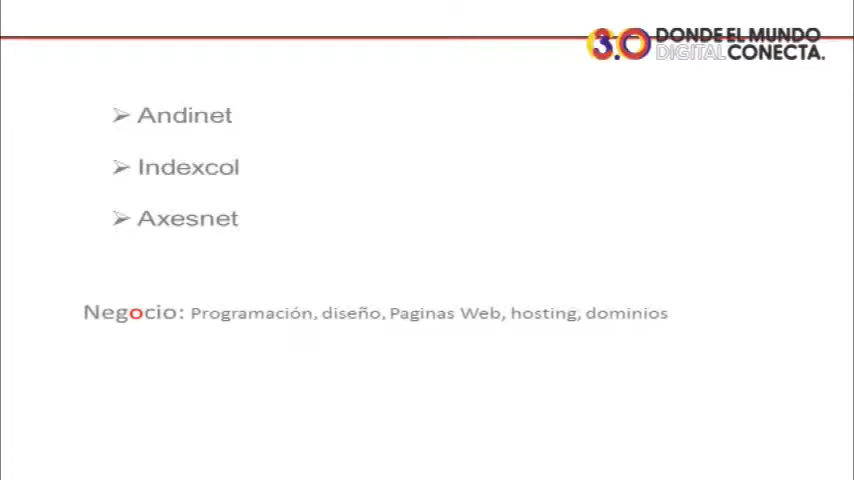 3.0 DONDE EL MUNDO
DIGITAL CONECTA.
➢ Andinet
➢ Indexcol
➢ Axesnet
Negocio: Programación, diseño, Paginas Web, hosting, dominios